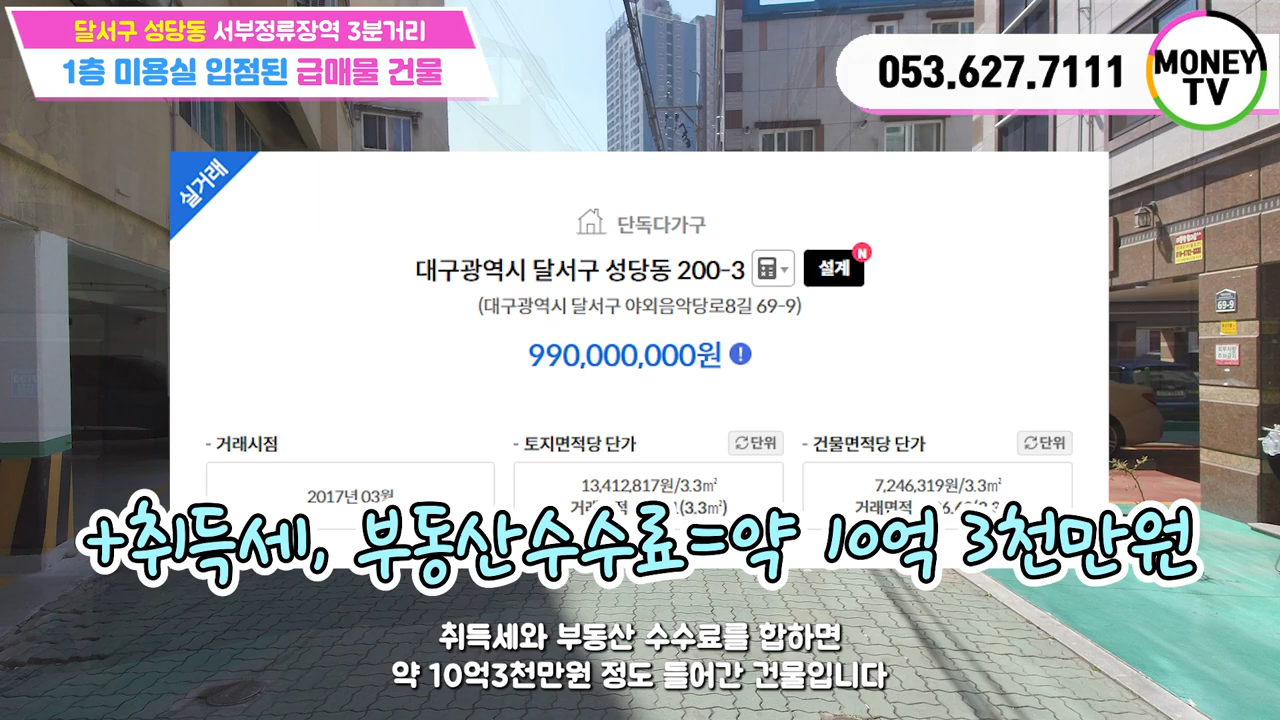 달서구 성당동 서부정류장역 3분거리
1층 미용실 입점된 급매물 건물
053.627.7111
MONEY
TV
실거래
단독다가구
대구광역시 달서구 성당동 200-3
설계
N
(대구광역시 달서구 야외음악당로8길 69-9)
990,000,000원
- 거래시점
- 토지면적당 단가
단위
- 건물면적당 단가
단위
2017년 03월
13,412,817원/3.3㎡
(3.3㎡)
7,246,319원/3.3㎡
거래면적
69-9
+취득세, 부동산수수료=약 10억 3천만원
취득세와 부동산 수수료를 합하면
약 10억3천만원 정도 들어간 건물입니다